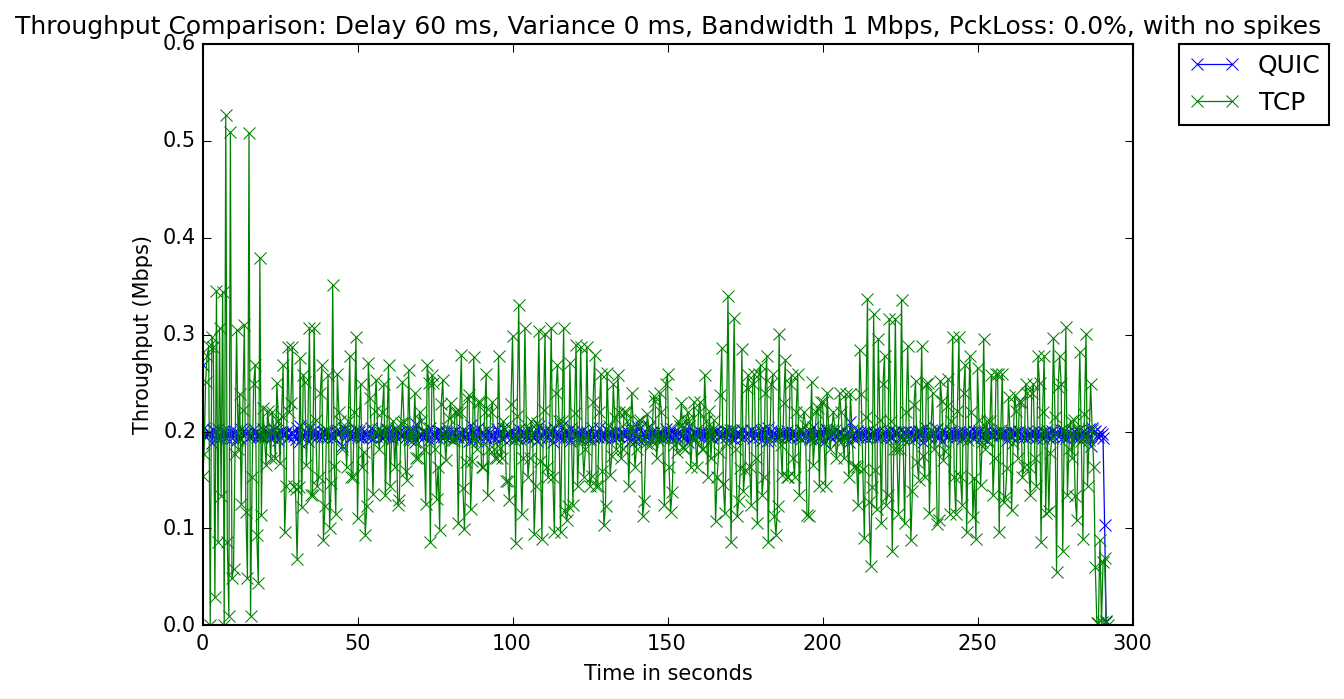 Throughput Comparison: Delay 60 ms, Variance 0 ms, Bandwidth 1 Mbps, PckLoss: 0.0%, with no spikes
QUIC
TCP
Throughput (Mbps)
0.6
0.5
0.4
0.3
0.2
0.1
0.0
0 50 100 150 200 250 300
Time in seconds